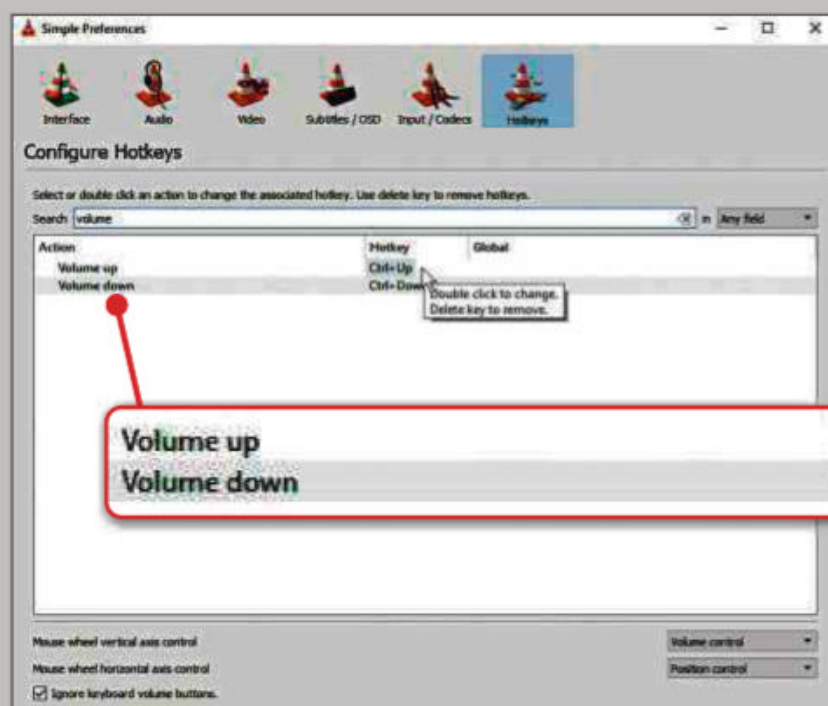 Simple Preferences
Interface Audio Video Subtitles / OSD Input / Codecs Hotkeys
Configure Hotkeys
Select or double click an action to change the associated hotkey. Use delete key to remove hotkeys.
Search volume in Any field
Action Hotkey Global
Volume up Ctrl+Up
Volume down Ctrl+Down
Double click to change.
Delete key to remove.
Volume up
Volume down
Mouse wheel vertical axis control Volume control
Mouse wheel horizontal axis control Position control
Ignore keyboard volume buttons.